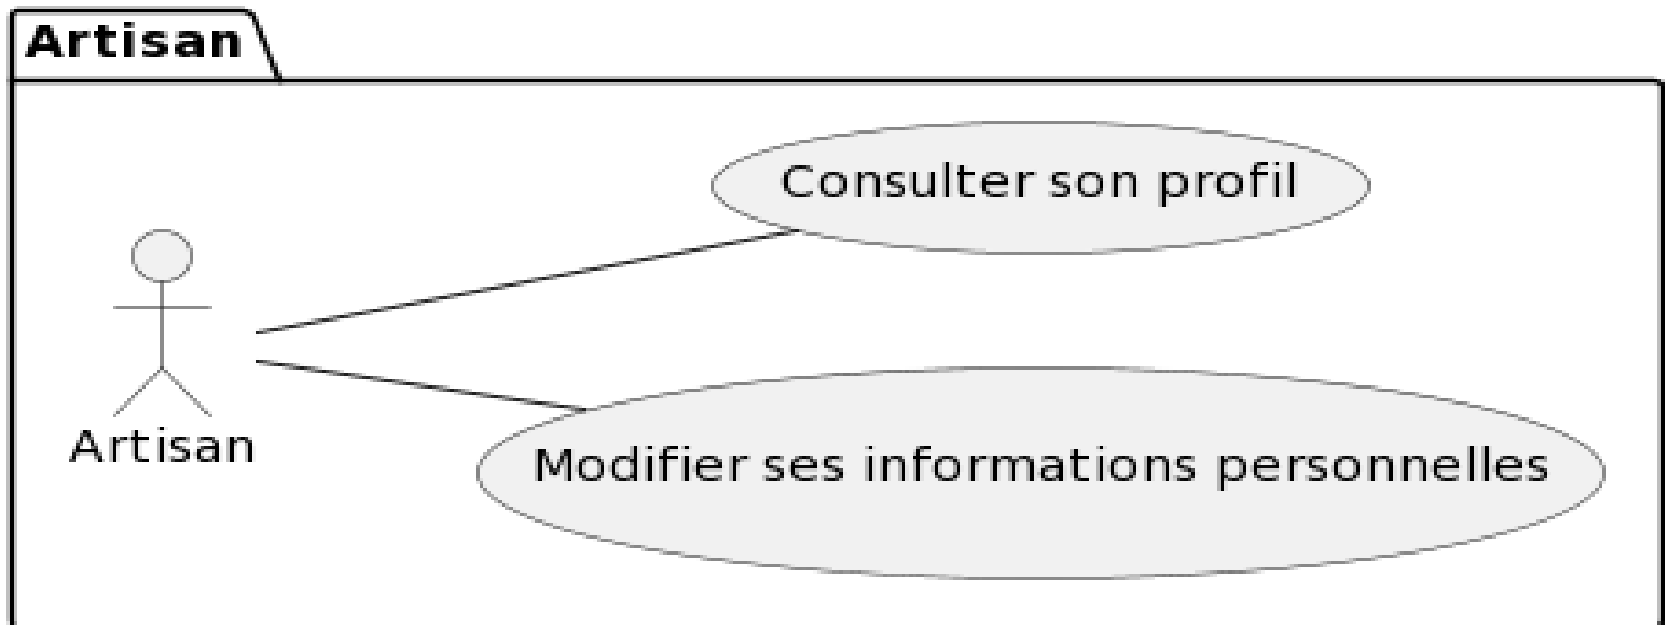 Artisan
Consulter son profil
Artisan
Modifier ses informations personnelles